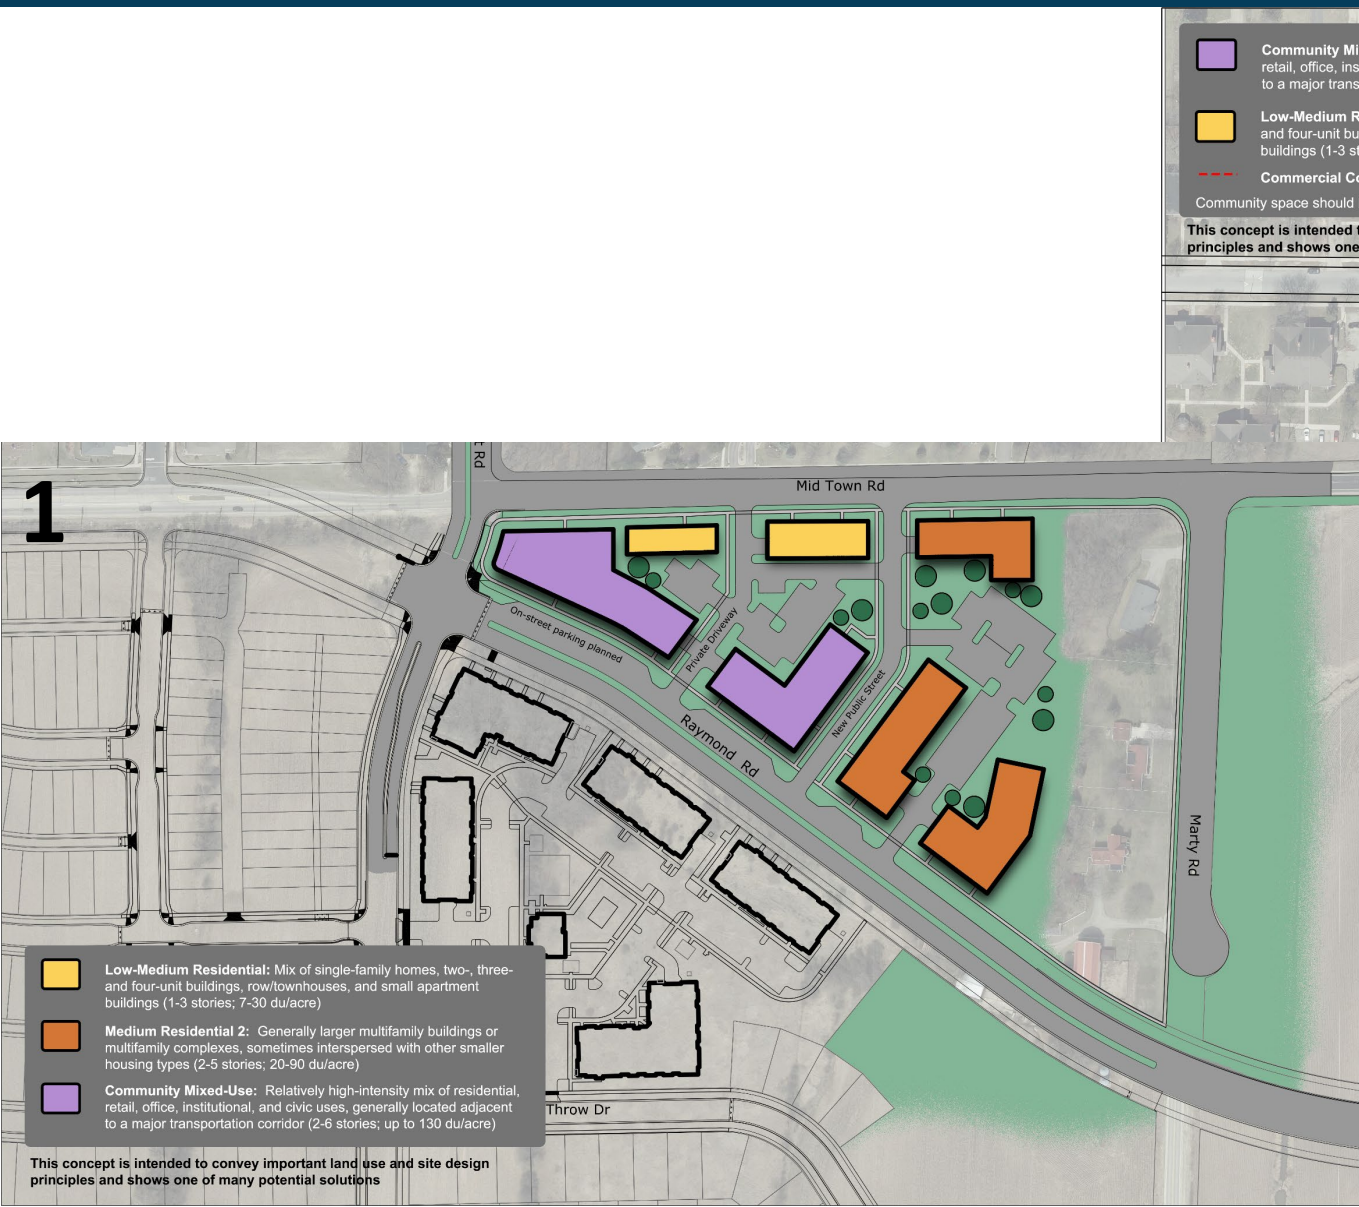 Community Mi
retail, office, ins
to a major trans
Low-Medium R
and four-unit bu
buildings (1-3 st
Commercial Co
Community space should
This concept is intended t
principles and shows one
1
t Rd
Mid Town Rd
On-street parking planned
Private Driveway
New Public Street
Raymond Rd
Marty Rd
Low-Medium Residential: Mix of single-family homes, two-, three-
and four-unit buildings, row/townhouses, and small apartment
buildings (1-3 stories; 7-30 du/acre)
Medium Residential 2: Generally larger multifamily buildings or
multifamily complexes, sometimes interspersed with other smaller
housing types (2-5 stories; 20-90 du/acre)
Community Mixed-Use: Relatively high-intensity mix of residential,
retail, office, institutional, and civic uses, generally located adjacent
to a major transportation corridor (2-6 stories; up to 130 du/acre)
Throw Dr
This concept is intended to convey important land use and site design
principles and shows one of many potential solutions